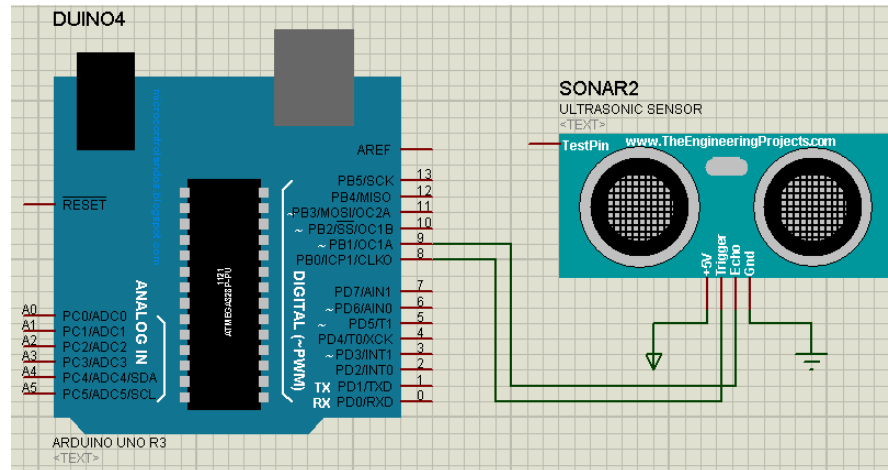 DUINO4
SONAR2
ULTRASONIC SENSOR
<TEXT>
TestPin
www.TheEngineeringProjects.com
+5V
Trigger
Echo
Gnd
AREF
PB5/SCK 13
PB4/MISO 12
~PB3/MOSI/OC2A 11
~ PB2/SS/OC1B 10
~ PB1/OC1A 9
PB0/ICP1/CLKO 8
PD7/AIN1 7
~ PD6/AIN0 6
~ PD5/T1 5
PD4/T0/XCK 4
~ PD3/INT1 3
PD2/INT0 2
TX PD1/TXD 1
RX PD0/RXD 0
RESET
A0 PC0/ADC0
A1 PC1/ADC1
A2 PC2/ADC2
A3 PC3/ADC3
A4 PC4/ADC4/SDA
A5 PC5/ADC5/SCL
ANALOG IN
1121
ATMEGA328P-PU
DIGITAL (~PWM)
ARDUINO UNO R3
<TEXT>